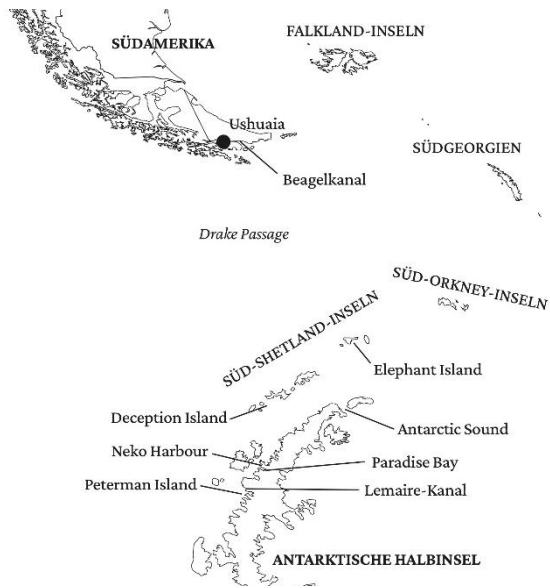 FALKLAND-INSELN
SÜDAMERIKA
Ushuaia
SÜDGEORGIEN
Beagelkanal
Drake Passage
SÜD-ORKNEY-INSELN
SÜD-SHETLAND-INSELN
Elephant Island
Deception Island
Antarctic Sound
Neko Harbour
Paradise Bay
Peterman Island
Lemaire-Kanal
ANTARKTISCHE HALBINSEL